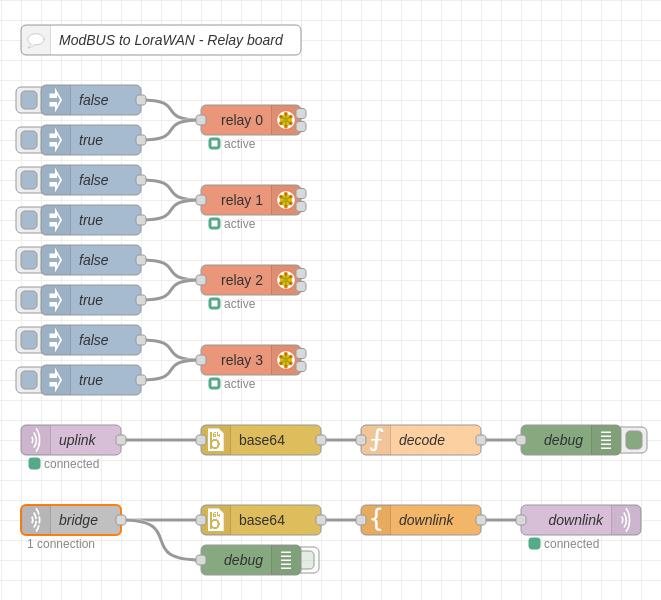 ModBUS to LoraWAN - Relay board
false
true
relay 0
active
false
true
relay 1
active
false
true
relay 2
active
false
true
relay 3
active
uplink
base64
decode
debug
connected
bridge
base64
downlink
downlink
1 connection
connected
debug